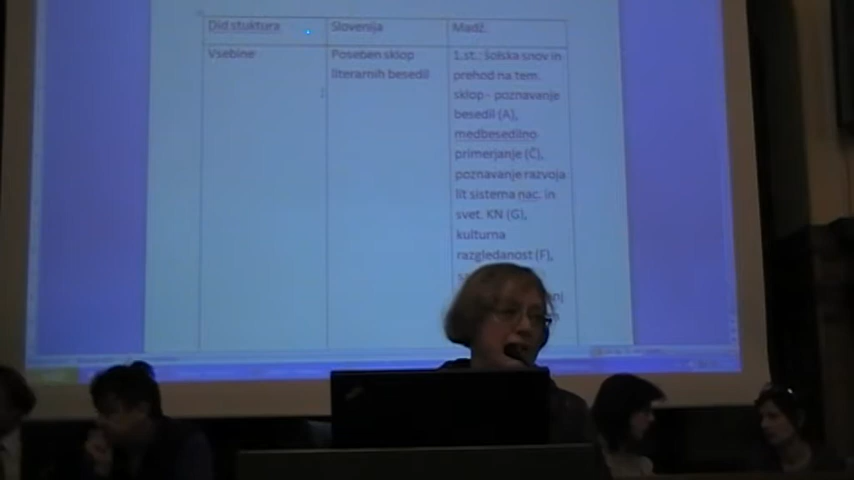 Did stuktura
Slovenija
Madž.
Vsebine
Poseben sklop
literarnih besedil
1.st.: šolska snov in
prehod na tem.
sklop - poznavanje
besedil (A),
medbesedilno
primerjanje (Č),
poznavanje razvoja
lit sistema nac. in
svet. KN (G),
kulturna
razgledanost (F),